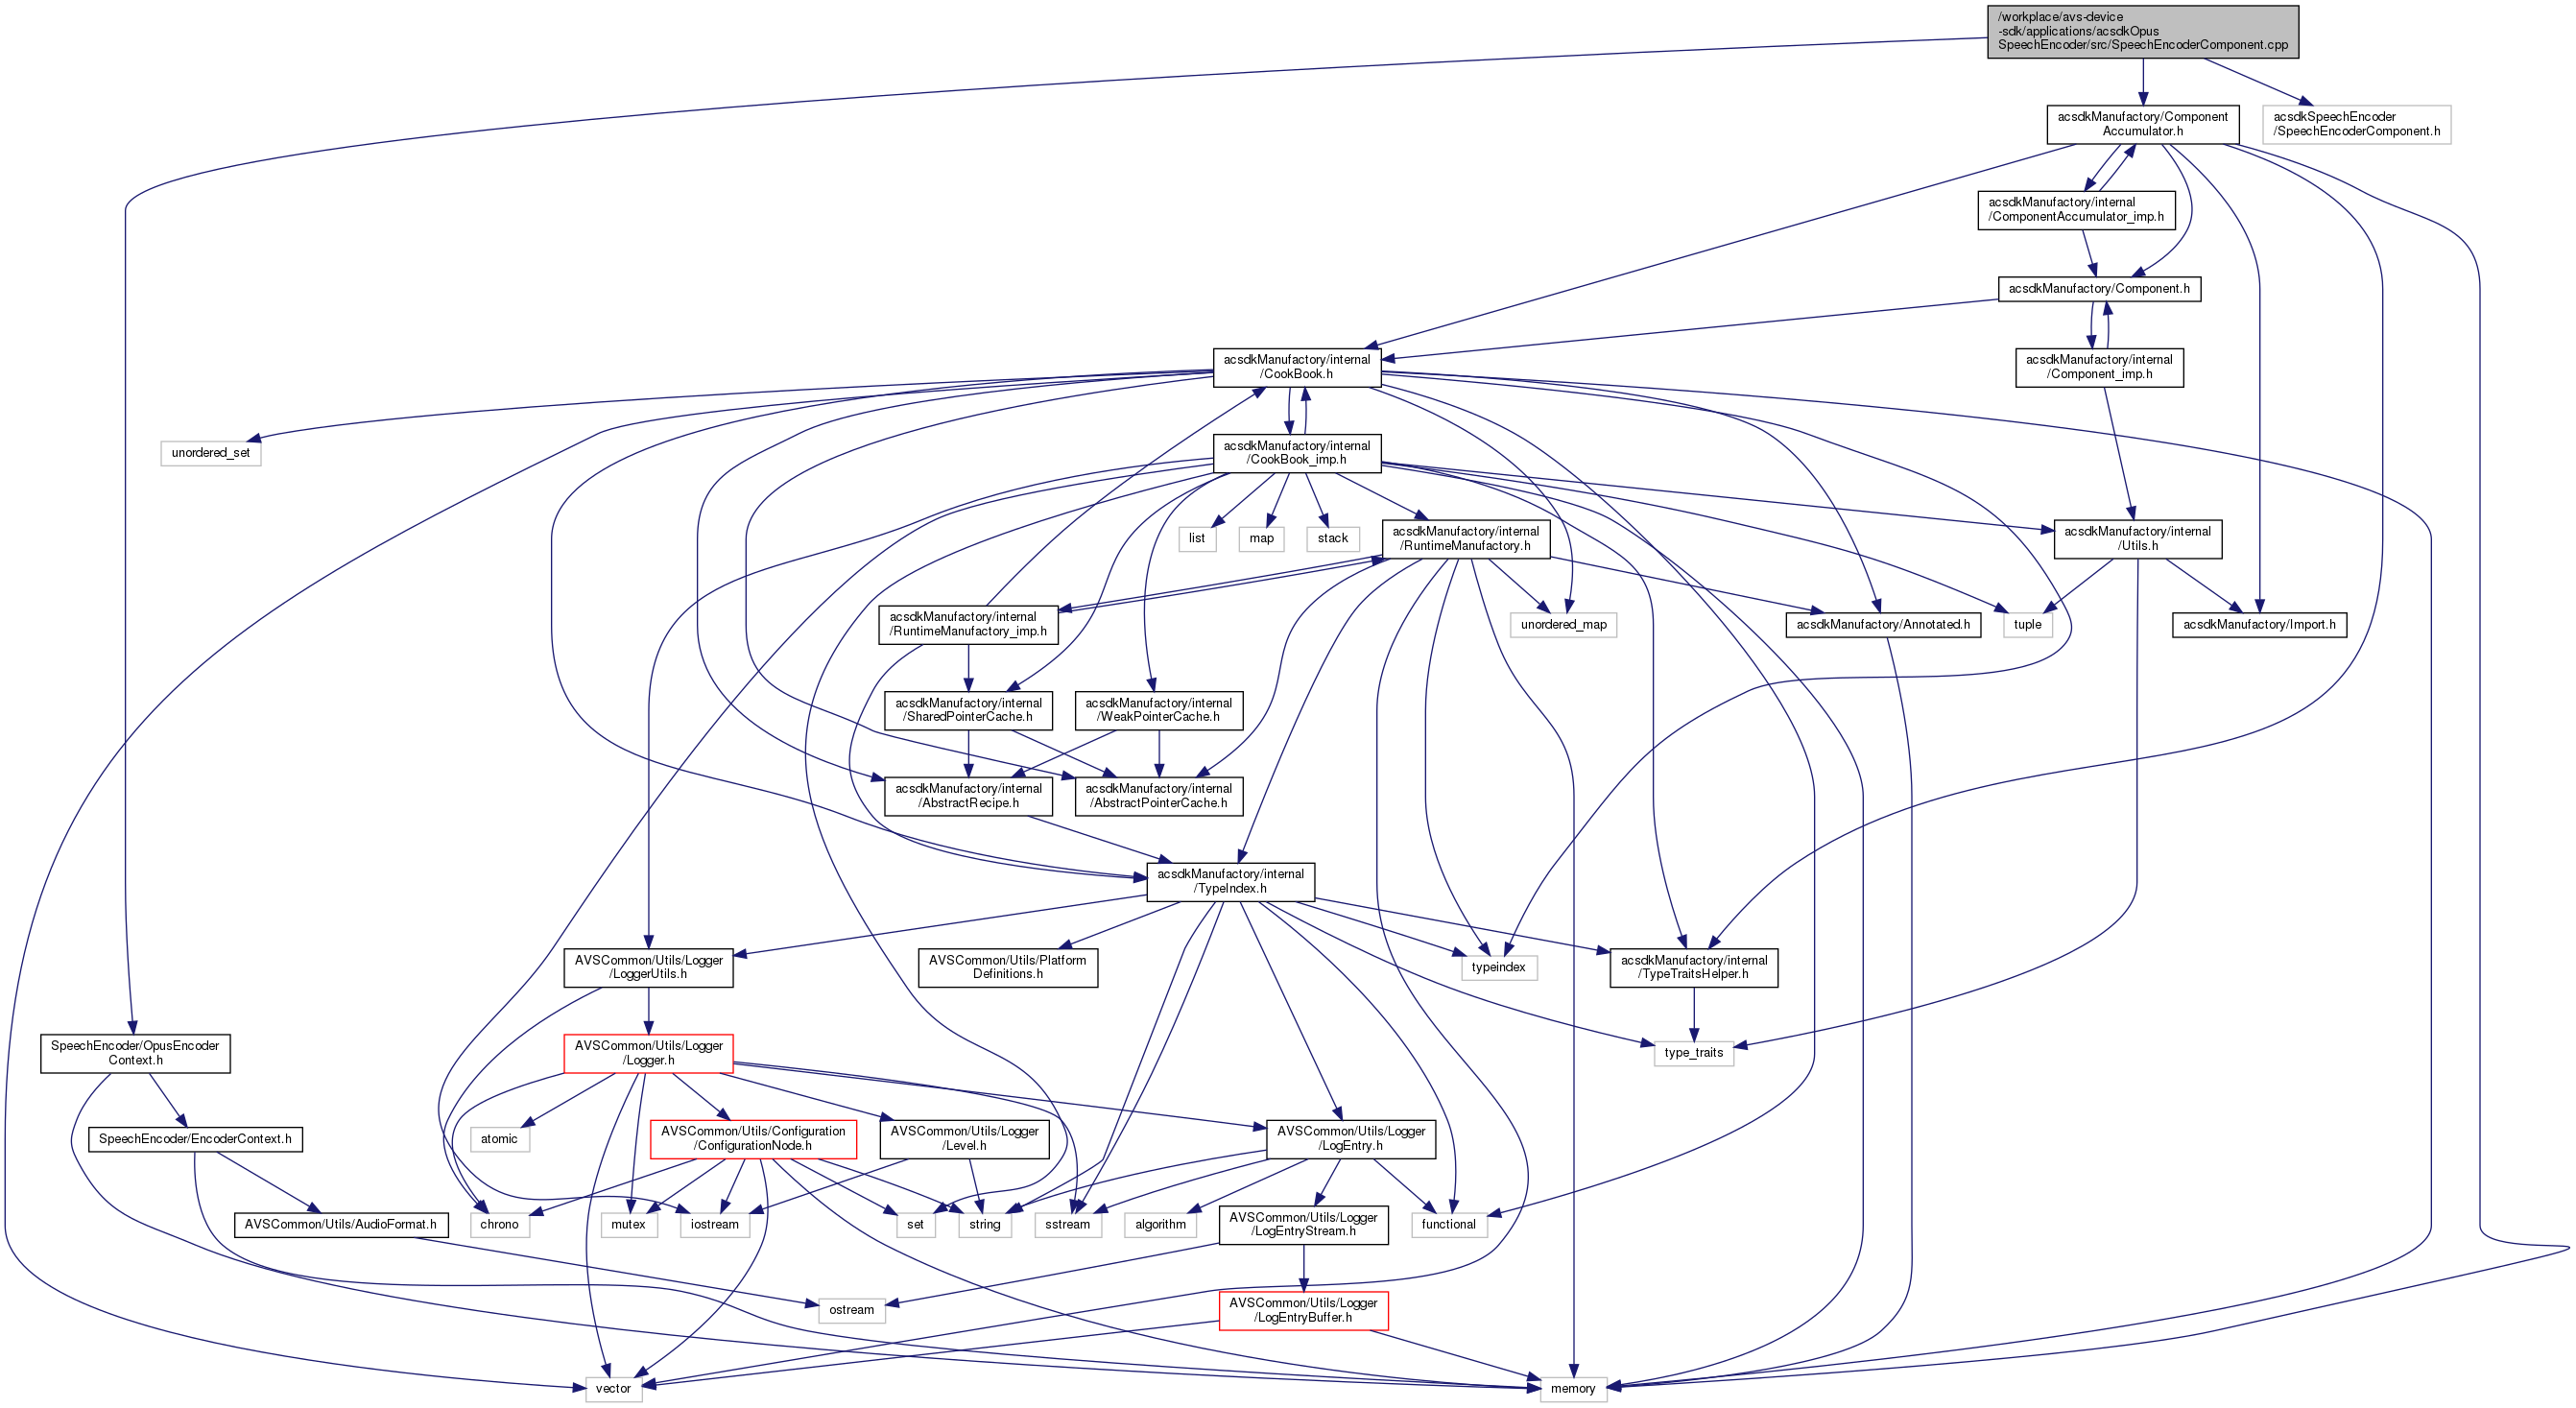 /workplace/avs-device
-sdk/applications/acsdkOpus
SpeechEncoder/src/SpeechEncoderComponent.cpp
acsdkManufactory/Component
Accumulator.h
acsdkSpeechEncoder
/SpeechEncoderComponent.h
acsdkManufactory/internal
/ComponentAccumulator_imp.h
acsdkManufactory/Component.h
acsdkManufactory/internal
/CookBook.h
acsdkManufactory/internal
/Component_imp.h
unordered_set
acsdkManufactory/internal
/CookBook_imp.h
list
map
stack
acsdkManufactory/internal
/RuntimeManufactory.h
acsdkManufactory/internal
/Utils.h
acsdkManufactory/internal
/RuntimeManufactory_imp.h
unordered_map
acsdkManufactory/Annotated.h
tuple
acsdkManufactory/Import.h
acsdkManufactory/internal
/SharedPointerCache.h
acsdkManufactory/internal
/WeakPointerCache.h
acsdkManufactory/internal
/AbstractRecipe.h
acsdkManufactory/internal
/AbstractPointerCache.h
acsdkManufactory/internal
/TypeIndex.h
AVSCommon/Utils/Logger
/LoggerUtils.h
AVSCommon/Utils/Platform
Definitions.h
typeindex
acsdkManufactory/internal
/TypeTraitsHelper.h
SpeechEncoder/OpusEncoder
Context.h
AVSCommon/Utils/Logger
/Logger.h
type_traits
SpeechEncoder/EncoderContext.h
atomic
AVSCommon/Utils/Configuration
/ConfigurationNode.h
AVSCommon/Utils/Logger
/Level.h
AVSCommon/Utils/Logger
/LogEntry.h
AVSCommon/Utils/AudioFormat.h
chrono
mutex
iostream
set
string
sstream
algorithm
AVSCommon/Utils/Logger
/LogEntryStream.h
functional
ostream
AVSCommon/Utils/Logger
/LogEntryBuffer.h
vector
memory